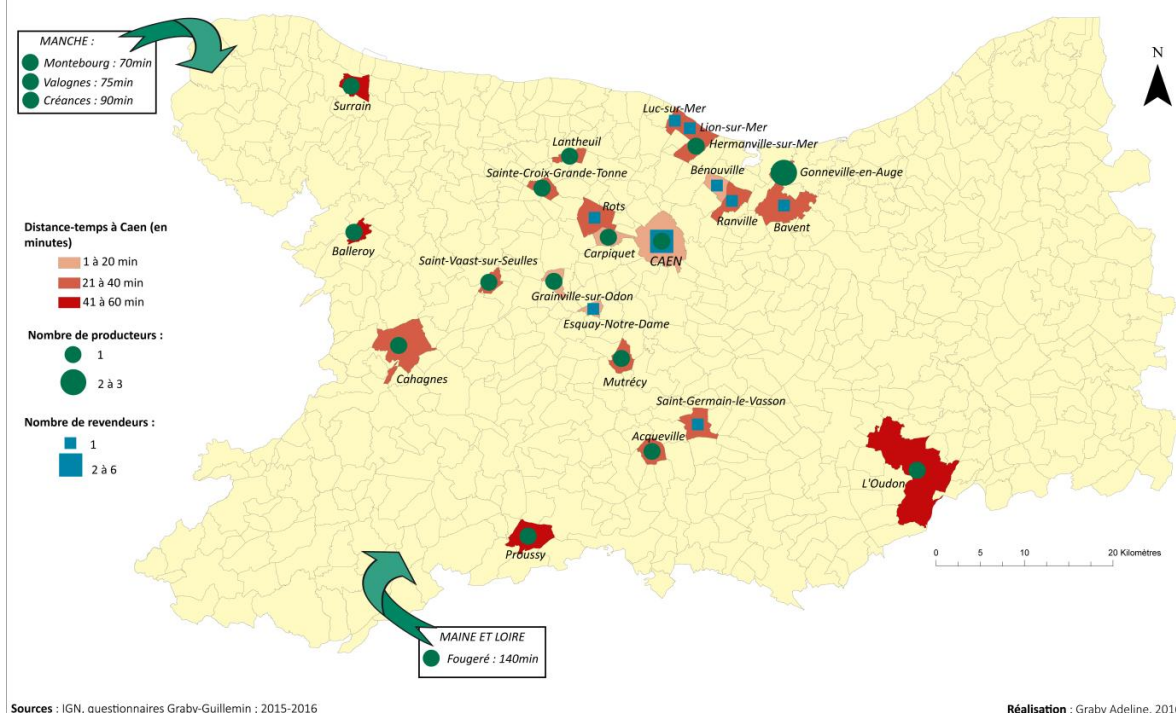 MANCHE :
Montebourg : 70min
Valognes : 75min
Créances : 90min
N
Surrain
Luc-sur-Mer
Lion-sur-Mer
Hermanville-sur-Mer
Lantheuil
Sainte-Croix-Grande-Tonne
Bénouville
Gonneville-en-Auge
Rots
Ranville
Bavent
Balleroy
Carpiquet
CAEN
Saint-Vaast-sur-Seulles
Grainville-sur-Odon
Esquay-Notre-Dame
Cahagnes
Mutrécy
Saint-Germain-le-Vasson
Acqueville
L'Oudon
Proussy
Distance-temps à Caen (en
minutes)
1 à 20 min
21 à 40 min
41 à 60 min
Nombre de producteurs :
1
2 à 3
Nombre de revendeurs :
1
2 à 6
0 5 10 20 Kilomètres
MAINE ET LOIRE
Fougeré : 140min
Sources : IGN, questionnaires Graby-Guillemin ; 2015-2016
Réalisation : Graby Adeline, 2016